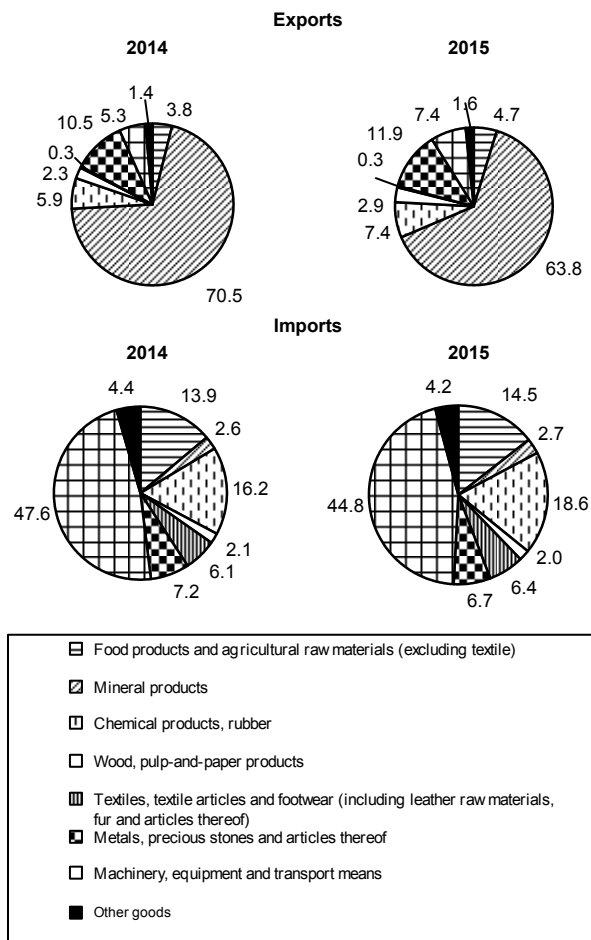 Exports
2014 2015
1.4 1.6
5.3 3.8 7.4 4.7
10.5 11.9
0.3 0.3
2.3 2.9
5.9 7.4
70.5 63.8
Imports
2014 2015
4.4 13.9 4.2 14.5
2.6 2.7
16.2 18.6
47.6 44.8
2.1 2.0
6.1 6.4
7.2 6.7
Food products and agricultural raw materials (excluding textile)
Mineral products
Chemical products, rubber
Wood, pulp-and-paper products
Textiles, textile articles and footwear (including leather raw materials,
fur and articles thereof)
Metals, precious stones and articles thereof
Machinery, equipment and transport means
Other goods